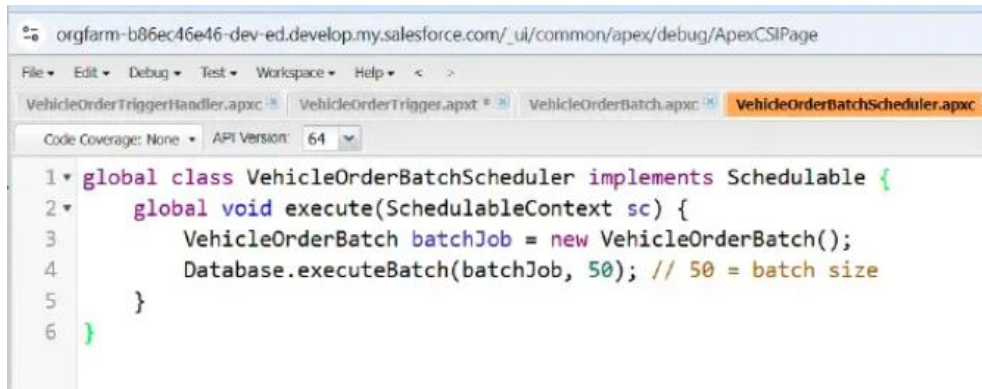 orgfarm-b86ec46e46-dev-ed.develop.my.salesforce.com/_ui/common/apex/debug/ApexCSIPage
File Edit Debug Test Workspace Help < >
VehicleOrderTriggerHandler.apxc VehicleOrderTrigger.apxt * VehicleOrderBatch.apxc VehicleOrderBatchScheduler.apxc
Code Coverage: None API Version: 64
1 global class VehicleOrderBatchScheduler implements Schedulable {
2 global void execute(SchedulableContext sc) {
3 VehicleOrderBatch batchJob = new VehicleOrderBatch();
4 Database.executeBatch(batchJob, 50); // 50 = batch size
5 }
6 }